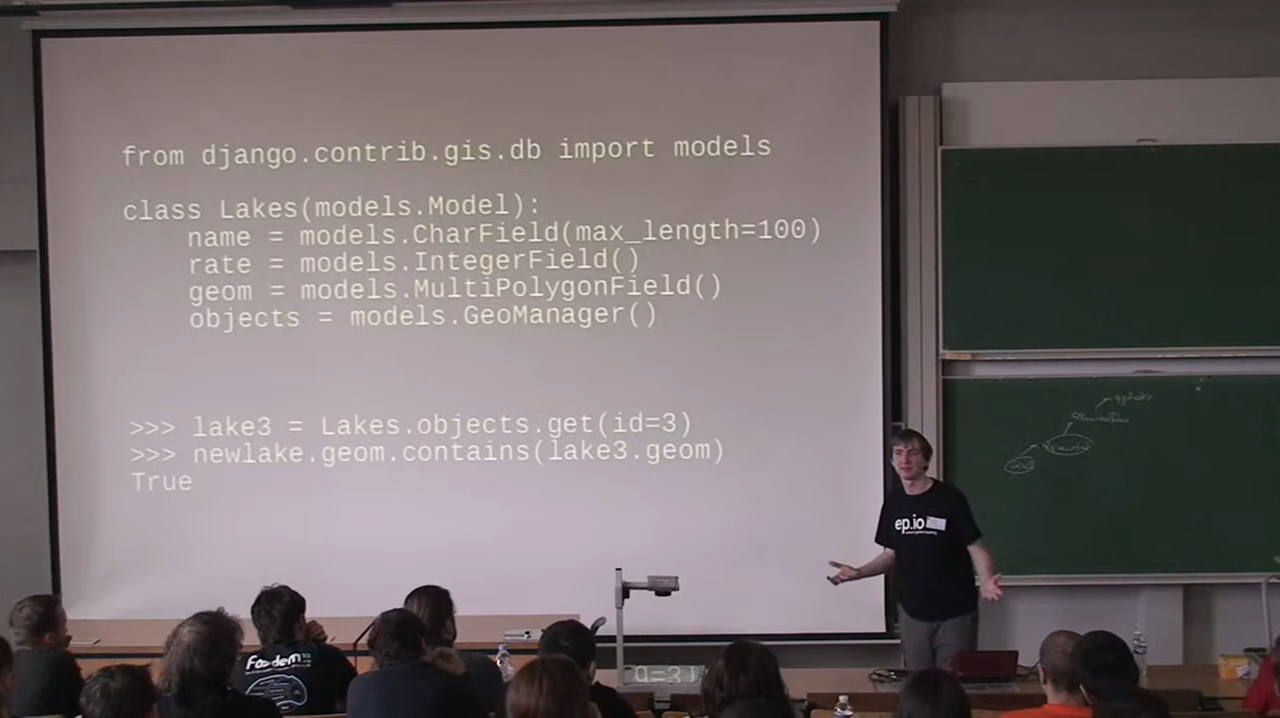 from django.contrib.gis.db import models
class Lakes(models.Model):
    name = models.CharField(max_length=100)
    rate = models.IntegerField()
    geom = models.MultiPolygonField()
    objects = models.GeoManager()
>>> lake3 = Lakes.objects.get(id=3)
>>> newlake.geom.contains(lake3.geom)
True
ep.io
Fosdem
d=3)